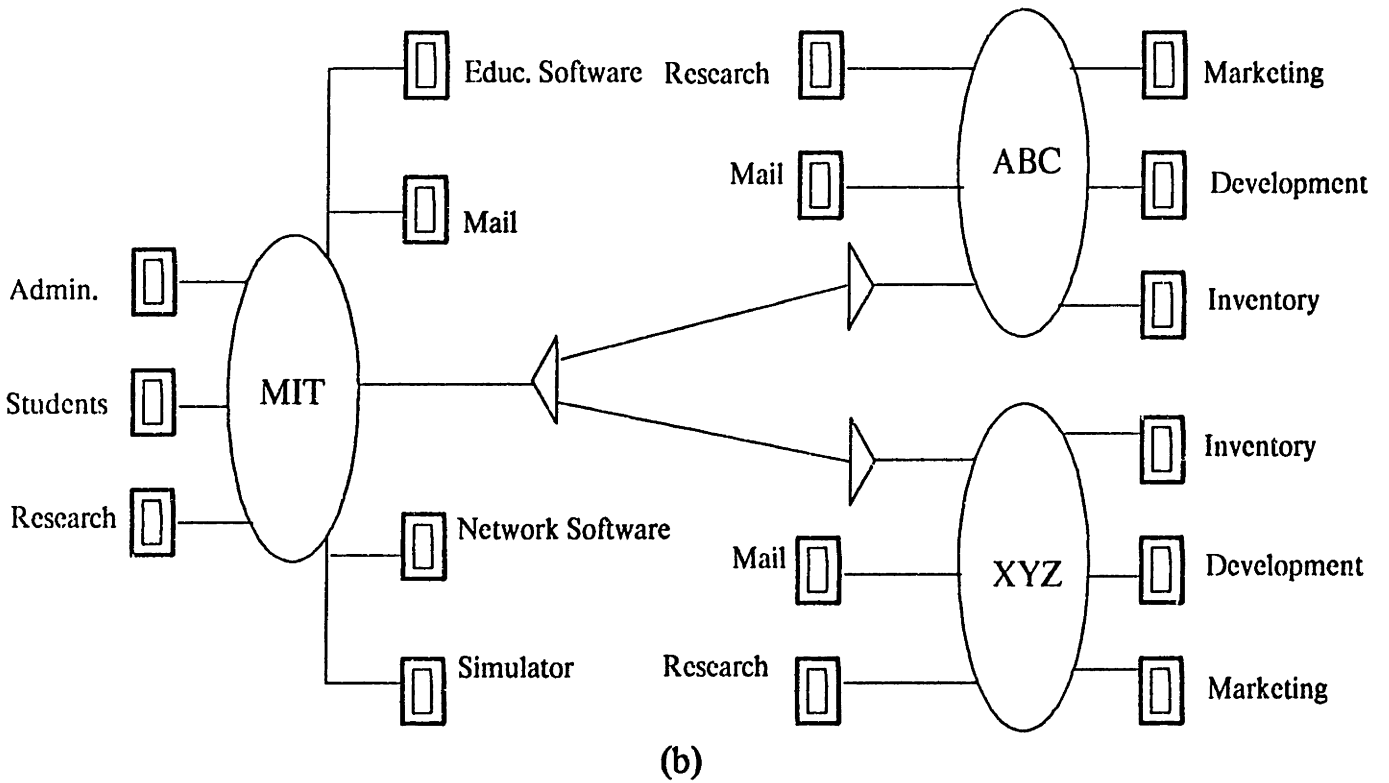 Educ. Software
Mail
Admin.
Students
Research
MIT
Network Software
Simulator
Research
Mail
ABC
Marketing
Development
Inventory
Mail
Research
XYZ
Inventory
Development
Marketing
(b)